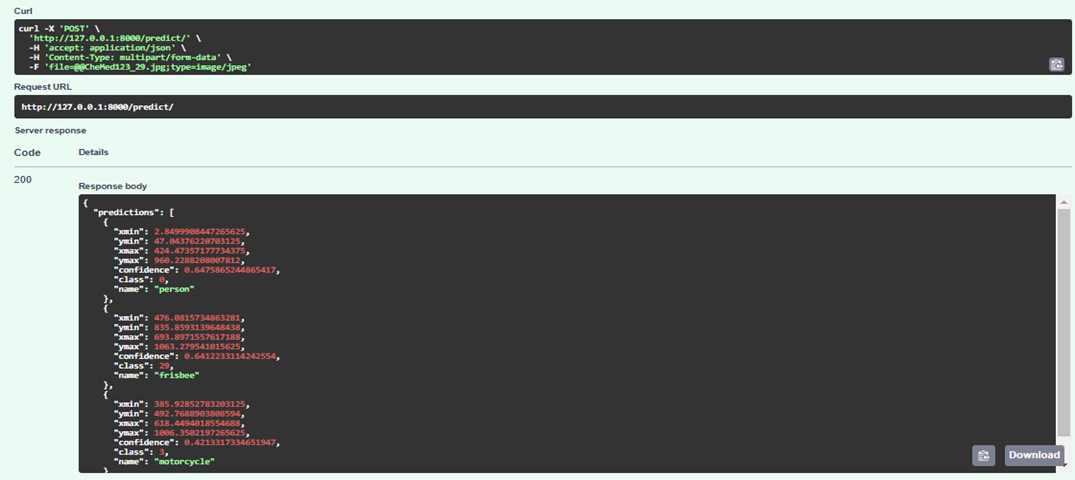 Curl
curl -X 'POST' \
'http://127.0.0.1:8000/predict/' \
-H 'accept: application/json' \
-H 'Content-Type: multipart/form-data' \
-F 'file=@@CheMed123_29.jpg;type=image/jpeg'
Request URL
http://127.0.0.1:8000/predict/
Server response
Code Details
200
Response body
{
"predictions": [
{
"xmin": 2.8499908447265625,
"ymin": 47.04376220703125,
"xmax": 424.47357177734375,
"ymax": 960.2288208007812,
"confidence": 0.6475865244865417,
"class": 0,
"name": "person"
},
{
"xmin": 476.0815734863281,
"ymin": 835.8593139648438,
"xmax": 693.8971557617188,
"ymax": 1063.279541015625,
"confidence": 0.6412233114242554,
"class": 29,
"name": "frisbee"
},
{
"xmin": 385.92852783203125,
"ymin": 492.7688903808594,
"xmax": 618.4494018554688,
"ymax": 1006.3502197265625,
"confidence": 0.4213317334651947,
"class": 3,
"name": "motorcycle"
}
Download